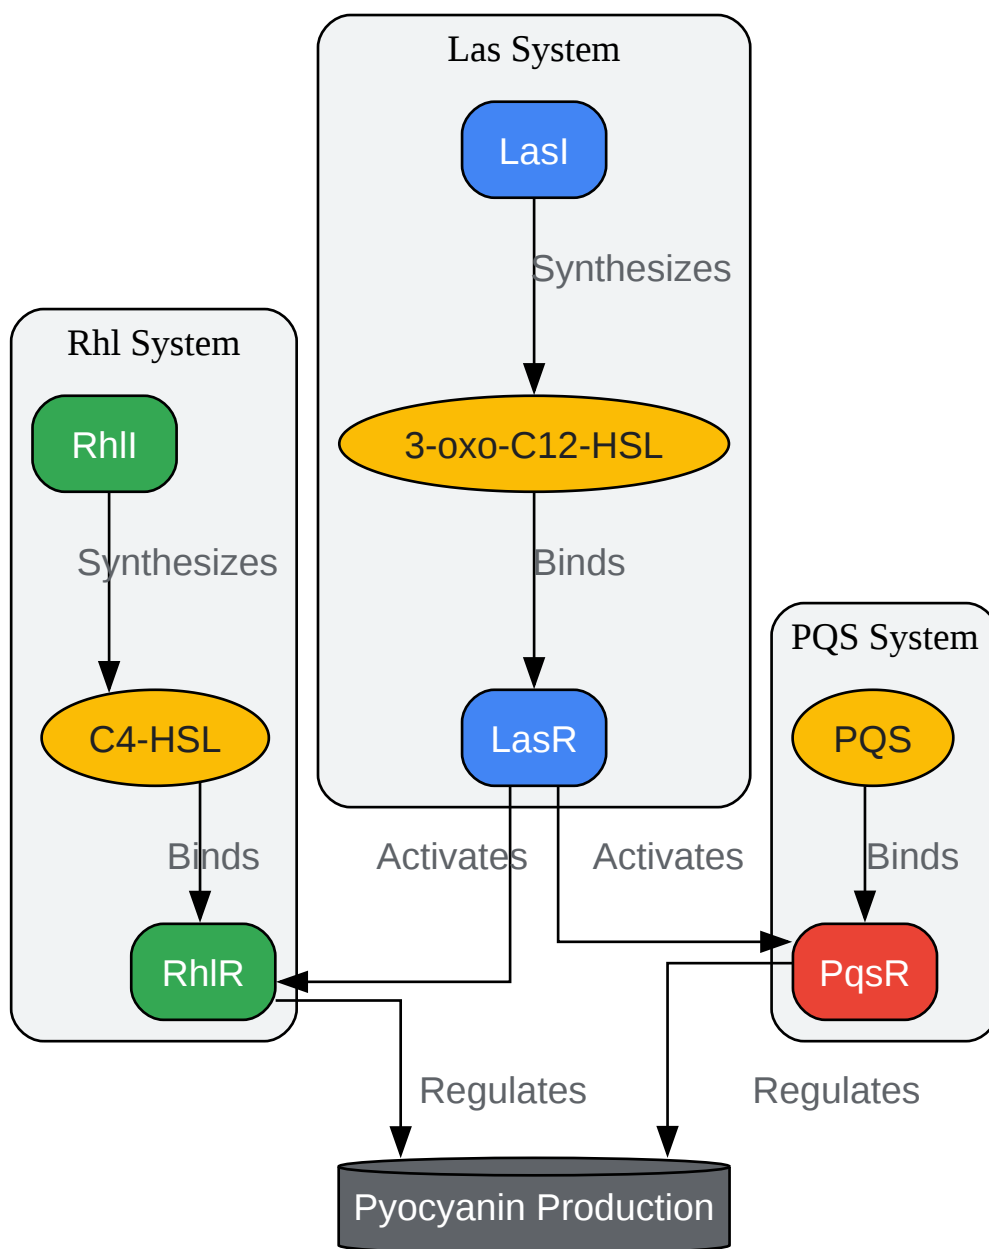 Las System
LasI
Synthesizes
Rhl System
RhlI
3-oxo-C12-HSL
Synthesizes
Binds
PQS System
C4-HSL
LasR
PQS
Binds
Activates
Activates
Binds
RhlR
PqsR
Regulates
Regulates
Pyocyanin Production